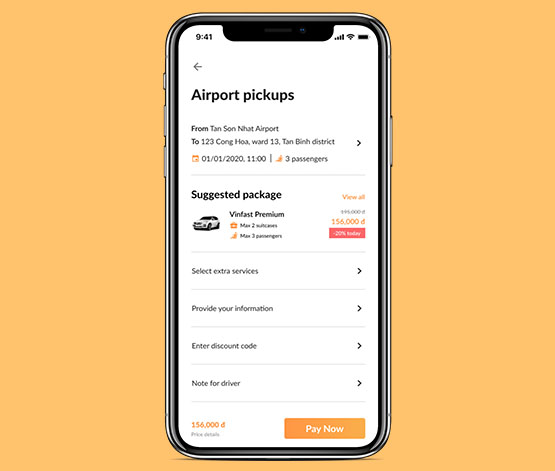 9:41
Airport pickups
From Tan Son Nhat Airport
To 123 Cong Hoa, ward 13, Tan Binh district
01/01/2020, 11:00 | 3 passengers
Suggested package
View all
Vinfast Premium
195,000 đ
Max 2 suitcases
156,000 đ
Max 3 passengers
-20% today
Select extra services
Provide your information
Enter discount code
Note for driver
156,000 đ
Price details
Pay Now